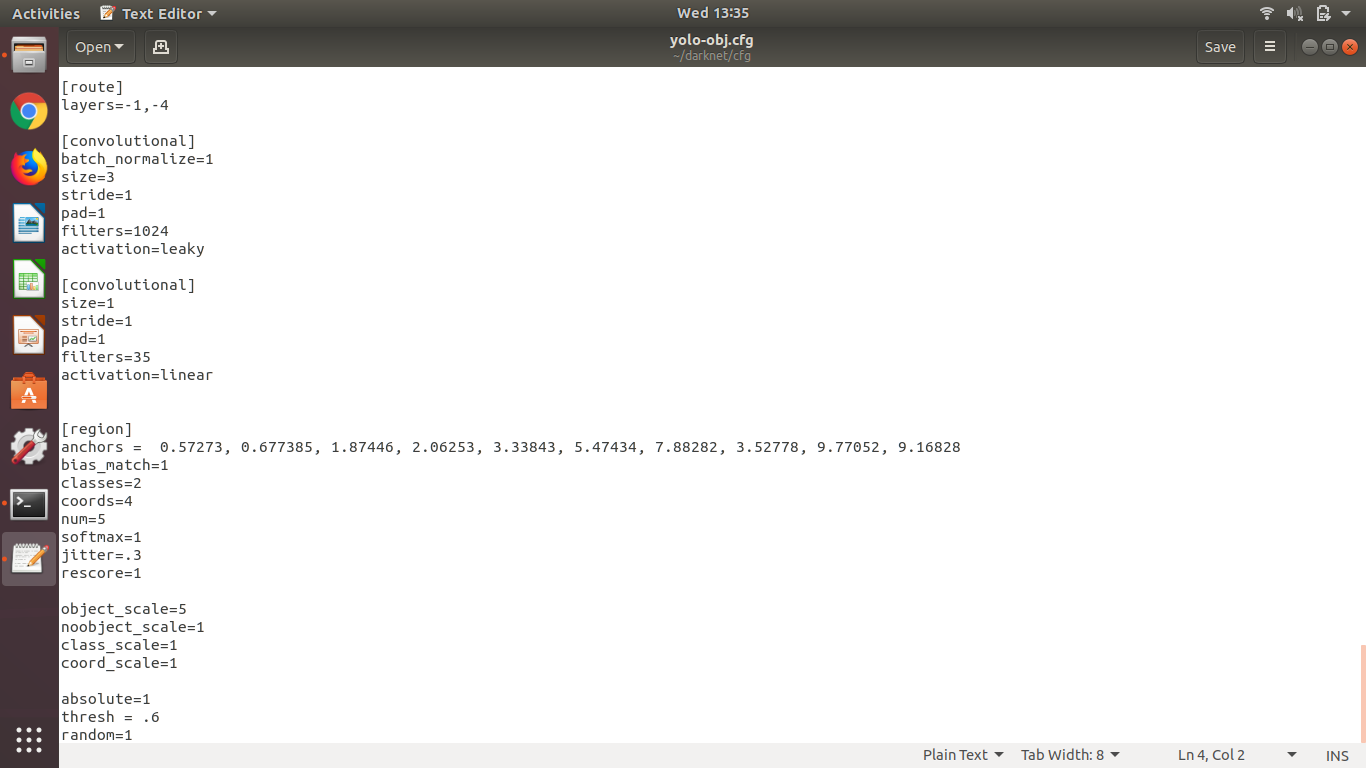 Activities
Text Editor
Wed 13:35
Open
yolo-obj.cfg
~/darknet/cfg
Save
[route]
layers=-1,-4
[convolutional]
batch_normalize=1
size=3
stride=1
pad=1
filters=1024
activation=leaky
[convolutional]
size=1
stride=1
pad=1
filters=35
activation=linear
[region]
anchors =  0.57273, 0.677385, 1.87446, 2.06253, 3.33843, 5.47434, 7.88282, 3.52778, 9.77052, 9.16828
bias_match=1
classes=2
coords=4
num=5
softmax=1
jitter=.3
rescore=1
object_scale=5
noobject_scale=1
class_scale=1
coord_scale=1
absolute=1
thresh = .6
random=1
Plain Text
Tab Width: 8
Ln 4, Col 2
INS